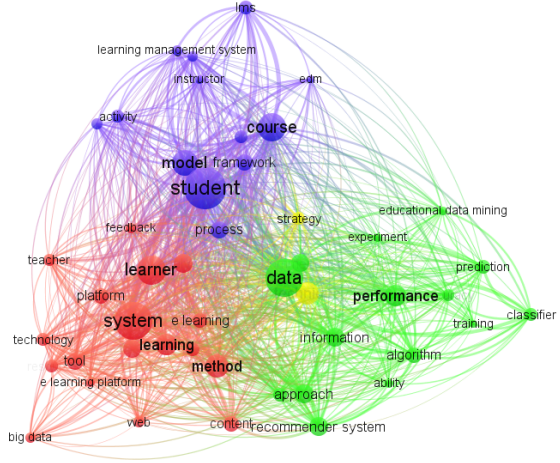 lms
learning management system
instructor
edm
activity
course
model
framework
student
educational data mining
strategy
feedback
process
experiment
teacher
learner
data
prediction
platform
performance
system
e learning
training
classifier
technology
learning
information
tool
method
algorithm
e learning platform
ability
approach
web
content
recommender system
big data